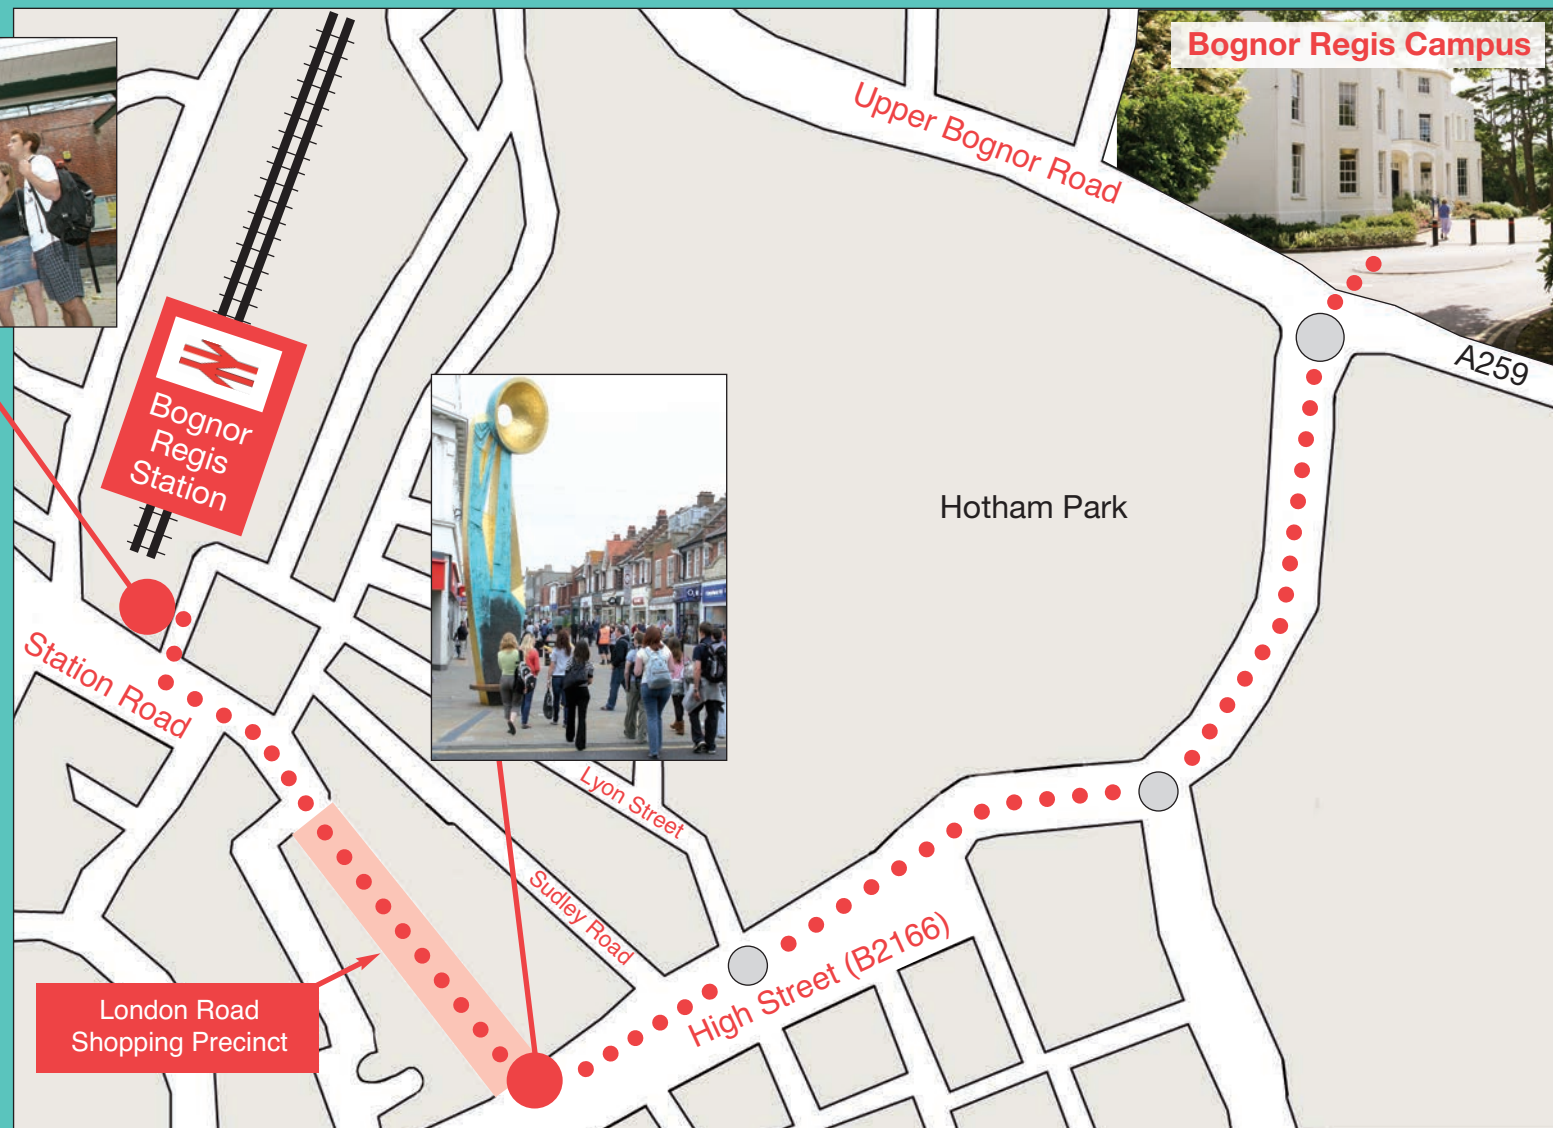 Bognor Regis Campus
Upper Bognor Road
A259
Bognor
Regis
Station
Hotham Park
Station Road
Lyon Street
Sudley Road
High Street (B2166)
London Road
Shopping Precinct